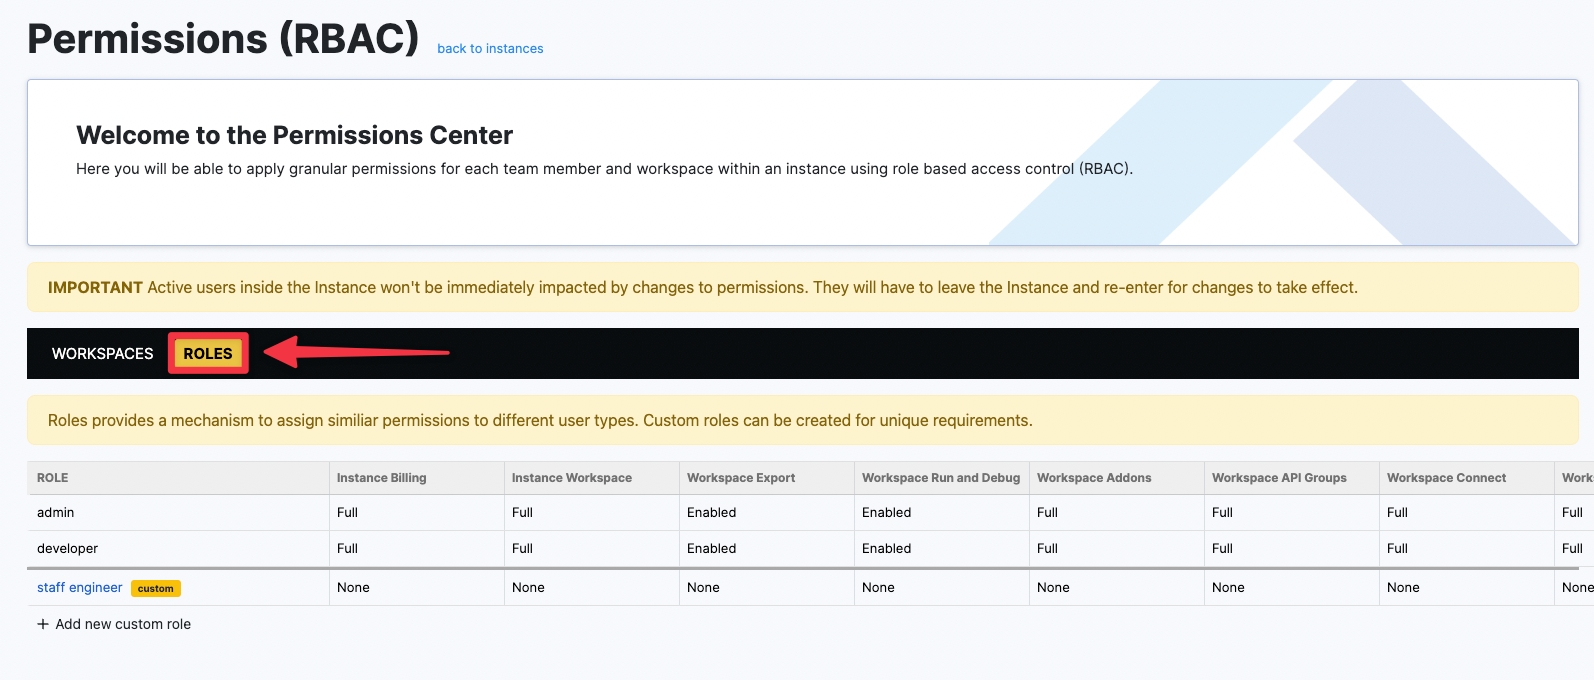 Permissions (RBAC) back to instances
Welcome to the Permissions Center
Here you will be able to apply granular permissions for each team member and workspace within an instance using role based access control (RBAC).
IMPORTANT Active users inside the Instance won't be immediately impacted by changes to permissions. They will have to leave the Instance and re-enter for changes to take effect.
WORKSPACES ROLES
Roles provides a mechanism to assign similiar permissions to different user types. Custom roles can be created for unique requirements.
ROLE Instance Billing Instance Workspace Workspace Export Workspace Run and Debug Workspace Addons Workspace API Groups Workspace Connect Work
admin Full Full Enabled Enabled Full Full Full Full
developer Full Full Enabled Enabled Full Full Full Full
staff engineer custom None None None None None None None None
+ Add new custom role